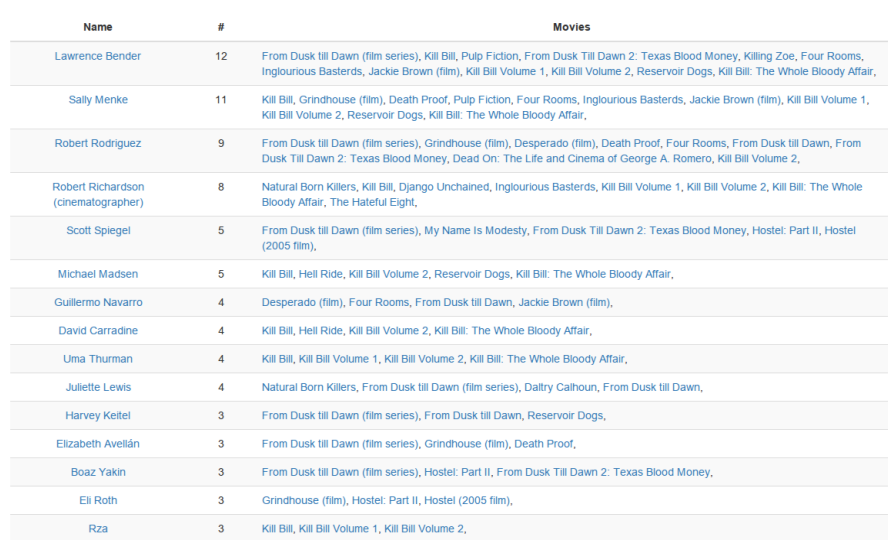 Name # Movies
Lawrence Bender 12 From Dusk till Dawn (film series), Kill Bill, Pulp Fiction, From Dusk Till Dawn 2: Texas Blood Money, Killing Zoe, Four Rooms,
Inglourious Basterds, Jackie Brown (film), Kill Bill Volume 1, Kill Bill Volume 2, Reservoir Dogs, Kill Bill: The Whole Bloody Affair,
Sally Menke 11 Kill Bill, Grindhouse (film), Death Proof, Pulp Fiction, Four Rooms, Inglourious Basterds, Jackie Brown (film), Kill Bill Volume 1,
Kill Bill Volume 2, Reservoir Dogs, Kill Bill: The Whole Bloody Affair,
Robert Rodriguez 9 From Dusk till Dawn (film series), Grindhouse (film), Desperado (film), Death Proof, Four Rooms, From Dusk till Dawn, From
Dusk Till Dawn 2: Texas Blood Money, Dead On: The Life and Cinema of George A. Romero, Kill Bill Volume 2,
Robert Richardson 8 Natural Born Killers, Kill Bill, Django Unchained, Inglourious Basterds, Kill Bill Volume 1, Kill Bill Volume 2, Kill Bill: The Whole
(cinematographer) Bloody Affair, The Hateful Eight,
Scott Spiegel 5 From Dusk till Dawn (film series), My Name Is Modesty, From Dusk Till Dawn 2: Texas Blood Money, Hostel: Part II, Hostel
(2005 film),
Michael Madsen 5 Kill Bill, Hell Ride, Kill Bill Volume 2, Reservoir Dogs, Kill Bill: The Whole Bloody Affair,
Guillermo Navarro 4 Desperado (film), Four Rooms, From Dusk till Dawn, Jackie Brown (film),
David Carradine 4 Kill Bill, Hell Ride, Kill Bill Volume 2, Kill Bill: The Whole Bloody Affair,
Uma Thurman 4 Kill Bill, Kill Bill Volume 1, Kill Bill Volume 2, Kill Bill: The Whole Bloody Affair,
Juliette Lewis 4 Natural Born Killers, From Dusk till Dawn (film series), Daltry Calhoun, From Dusk till Dawn,
Harvey Keitel 3 From Dusk till Dawn (film series), From Dusk till Dawn, Reservoir Dogs,
Elizabeth Avellán 3 From Dusk till Dawn (film series), Grindhouse (film), Death Proof,
Boaz Yakin 3 From Dusk till Dawn (film series), Hostel: Part II, From Dusk Till Dawn 2: Texas Blood Money,
Eli Roth 3 Grindhouse (film), Hostel: Part II, Hostel (2005 film),
Rza 3 Kill Bill, Kill Bill Volume 1, Kill Bill Volume 2,